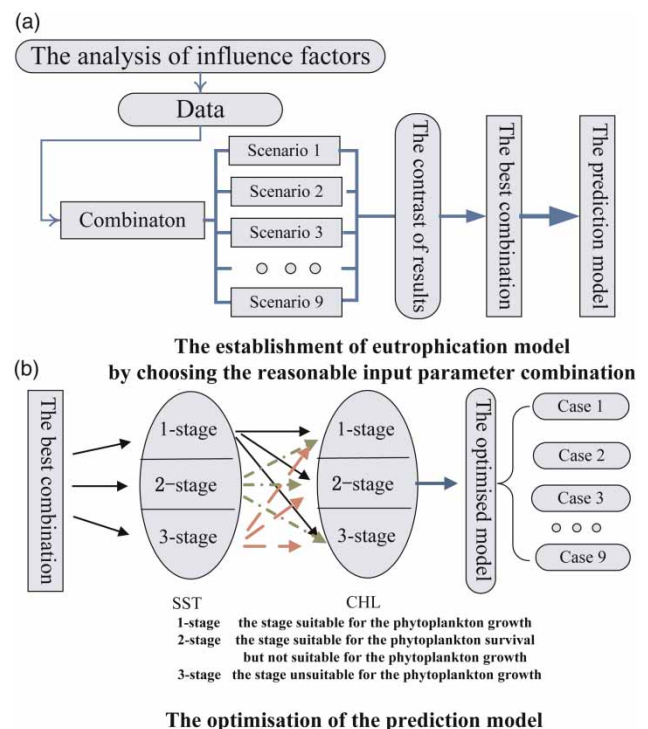 (a)
The analysis of influence factors
Data
Combinaton
Scenario 1
Scenario 2
Scenario 3
Scenario 9
The contrast of results
The best combination
The prediction model
The establishment of eutrophication model
by choosing the reasonable input parameter combination
(b)
The best combination
1-stage
2-stage
3-stage
SST
1-stage
2-stage
3-stage
CHL
The optimised model
Case 1
Case 2
Case 3
Case 9
1-stage the stage suitable for the phytoplankton growth
2-stage the stage suitable for the phytoplankton survival
but not suitable for the phytoplankton growth
3-stage the stage unsuitable for the phytoplankton growth
The optimisation of the prediction model